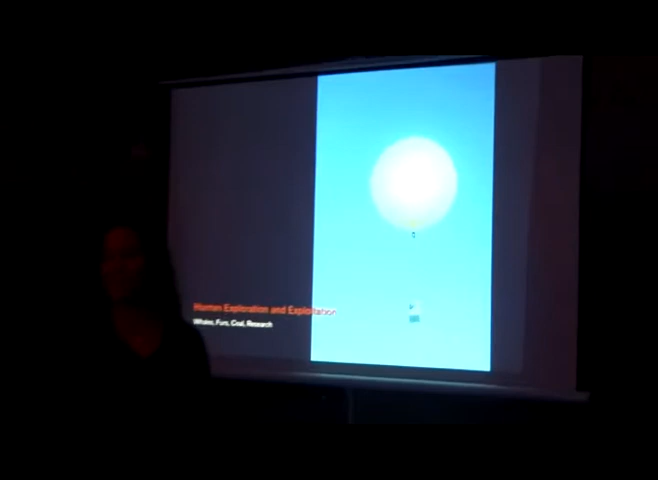 Human Exploration and Exploitation
Whales, Furs, Coal, Research